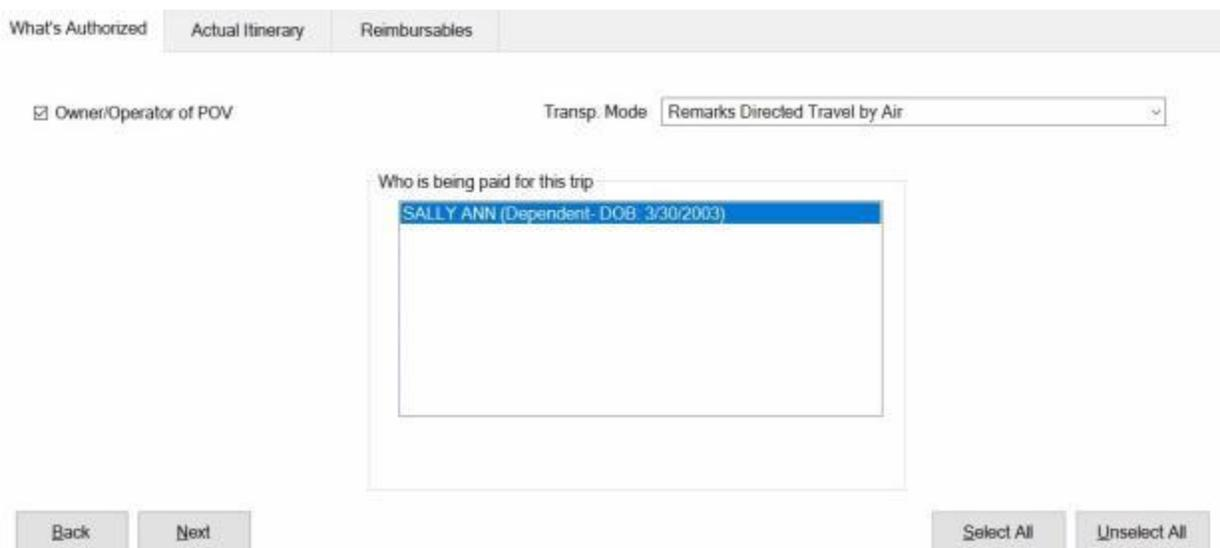 What's Authorized Actual Itinerary Reimbursables
Owner/Operator of POV Transp. Mode Remarks Directed Travel by Air
Who is being paid for this trip
SALLY ANN (Dependent- DOB: 3/30/2003)
Back Next Select All Unselect All